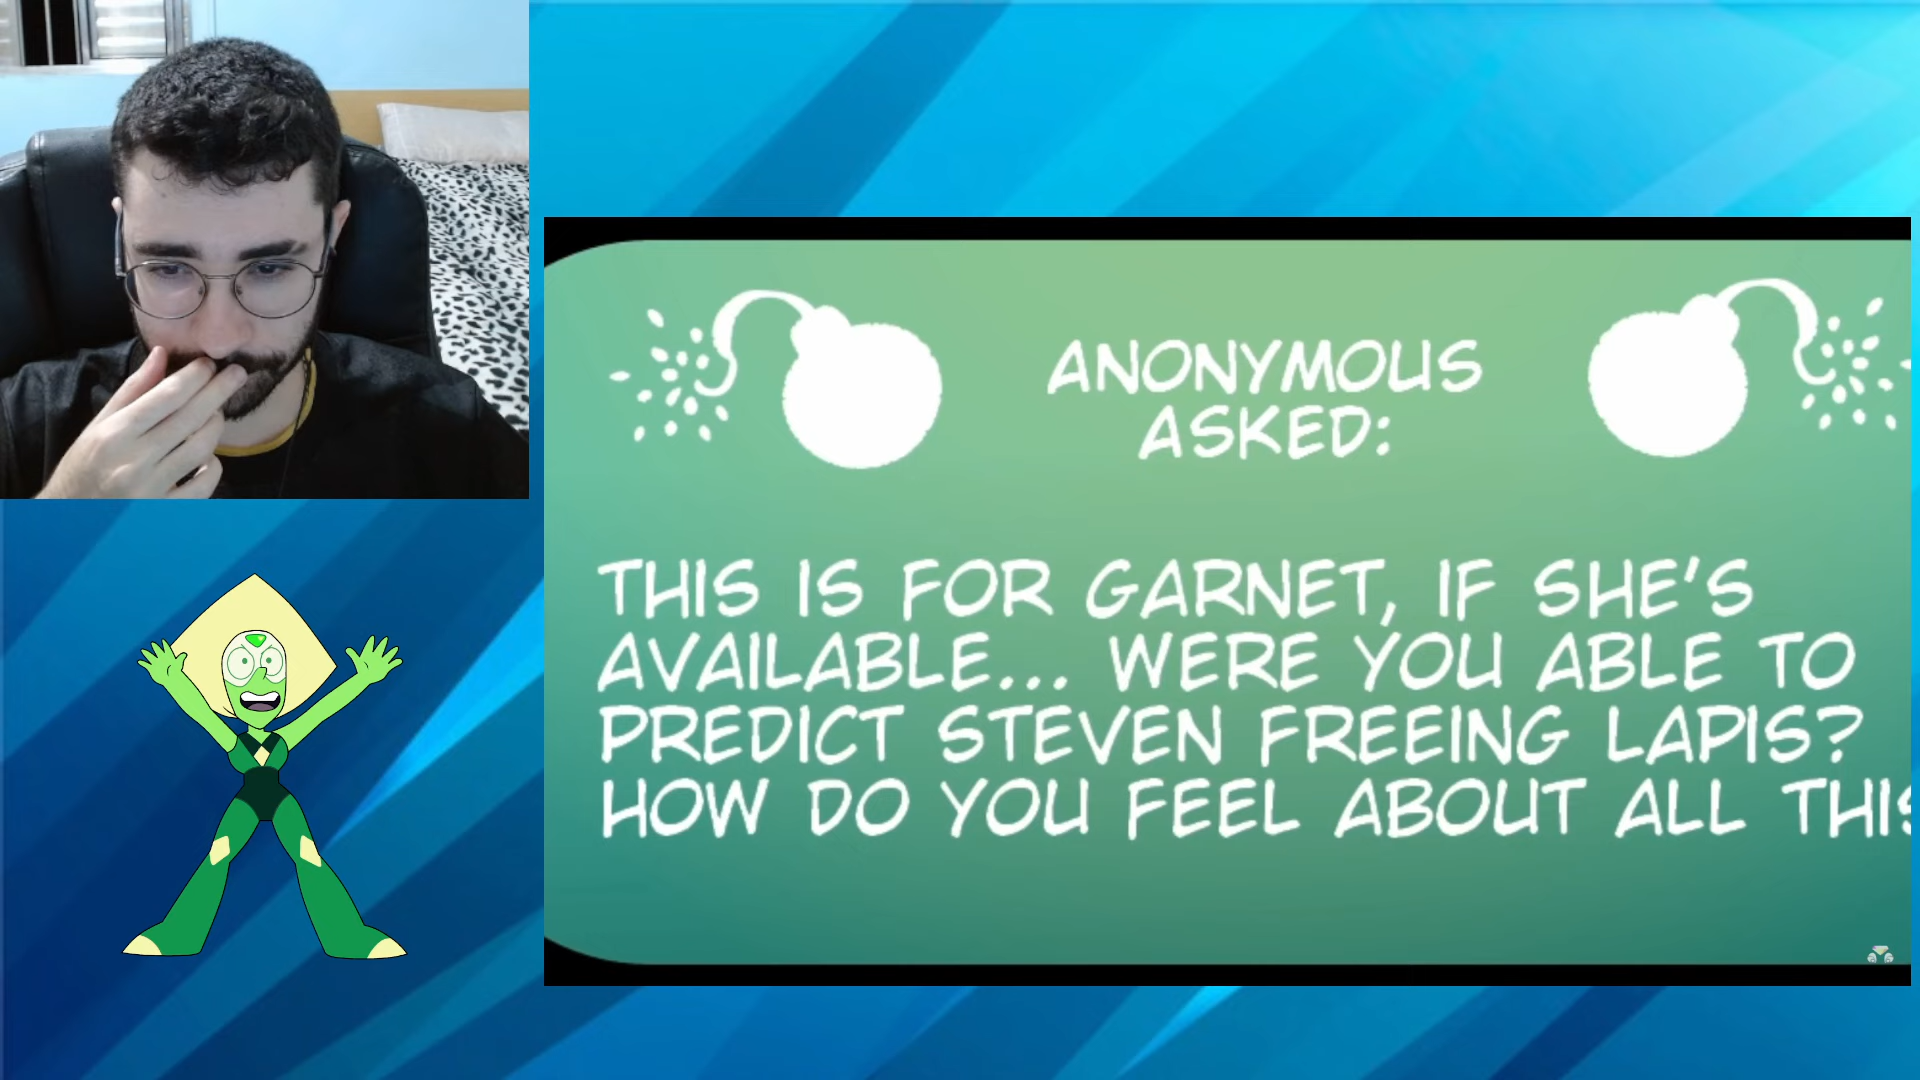 ANONYMOUS
ASKED:
THIS IS FOR GARNET, IF SHE'S
AVAILABLE... WERE YOU ABLE TO
PREDICT STEVEN FREEING LAPIS?
HOW DO YOU FEEL ABOUT ALL THIS